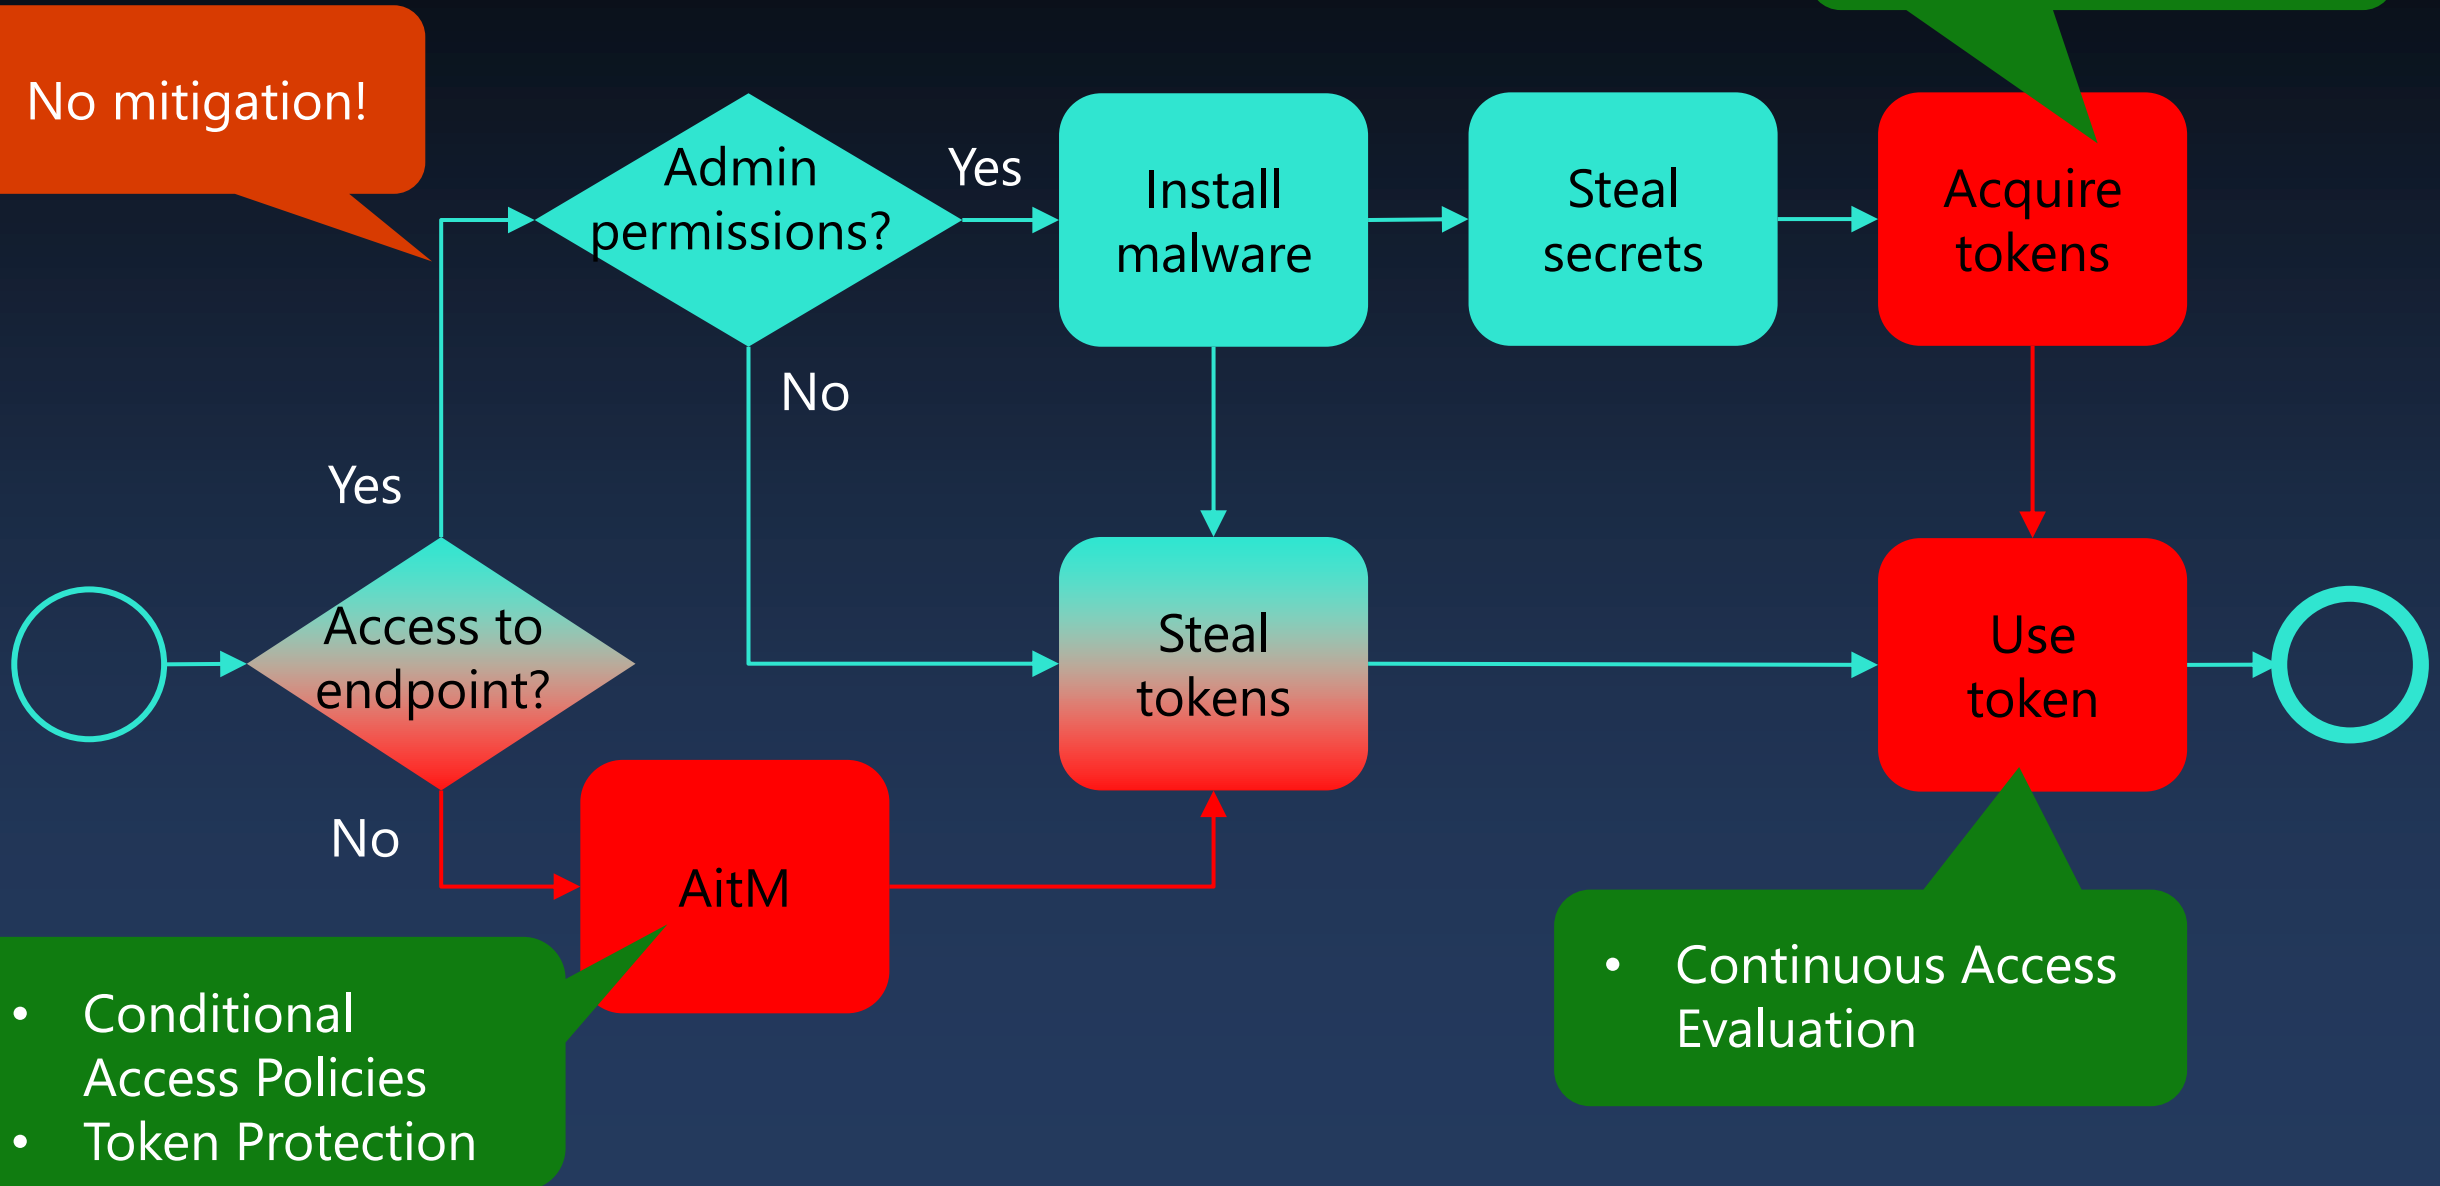 No mitigation!
Admin
permissions?
Yes
Install
malware
Steal
secrets
Acquire
tokens
No
Yes
Access to
endpoint?
Steal
tokens
Use
token
No
AitM
• Conditional
Access Policies
• Token Protection
• Continuous Access
Evaluation